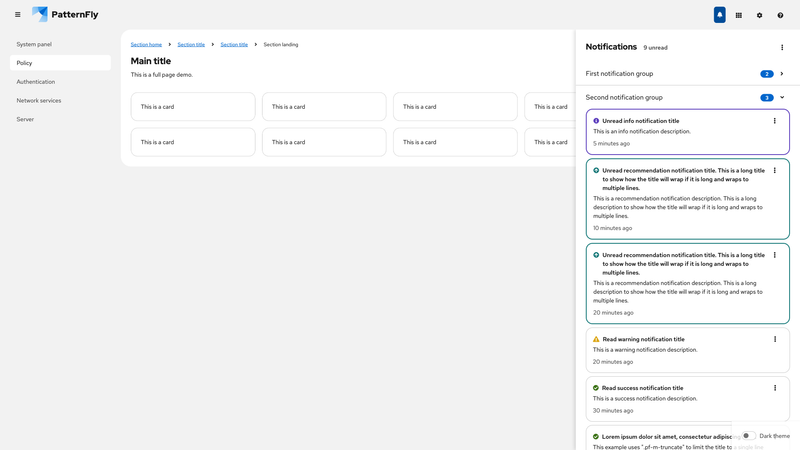 PatternFly
System panel
Policy
Authentication
Network services
Server
Section home
Section title
Section title
Section landing
Main title
This is a full page demo.
This is a card
This is a card
This is a card
This is a card
This is a card
This is a card
This is a card
This is a card
Notifications
9 unread
First notification group
2
Second notification group
3
Unread info notification title
This is an info notification description.
5 minutes ago
Unread recommendation notification title. This is a long title
to show how the title will wrap if it is long and wraps to
multiple lines.
This is a recommendation notification description. This is a long
description to show how the title will wrap if it is long and wraps to
multiple lines.
10 minutes ago
Unread recommendation notification title. This is a long title
to show how the title will wrap if it is long and wraps to
multiple lines.
This is a recommendation notification description. This is a long
description to show how the title will wrap if it is long and wraps to
multiple lines.
20 minutes ago
Read warning notification title
This is a warning notification description.
20 minutes ago
Read success notification title
This is a success notification description.
30 minutes ago
Lorem ipsum dolor sit amet, consectetur adipiscing
This example uses ".pf-m-truncate" to limit the title to a single line
Dark theme